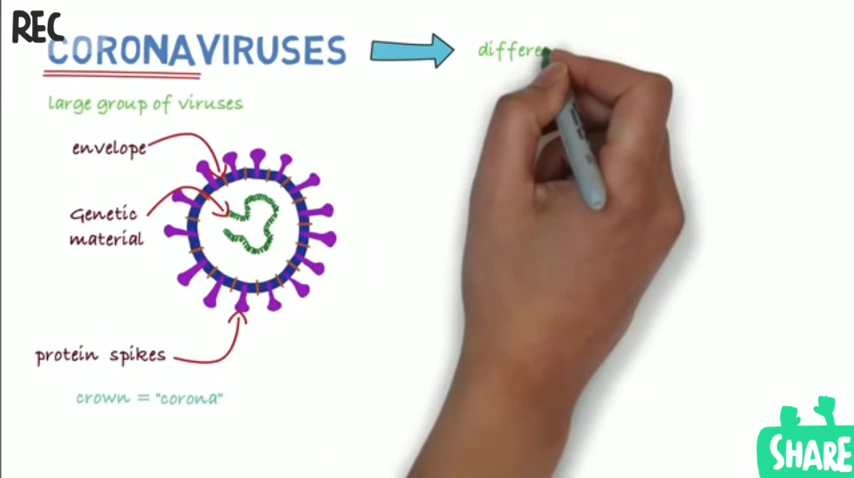 REC
CORONAVIRUSES
differe
large group of viruses
envelope
Genetic
material
protein spikes
crown = "corona"
SHARE